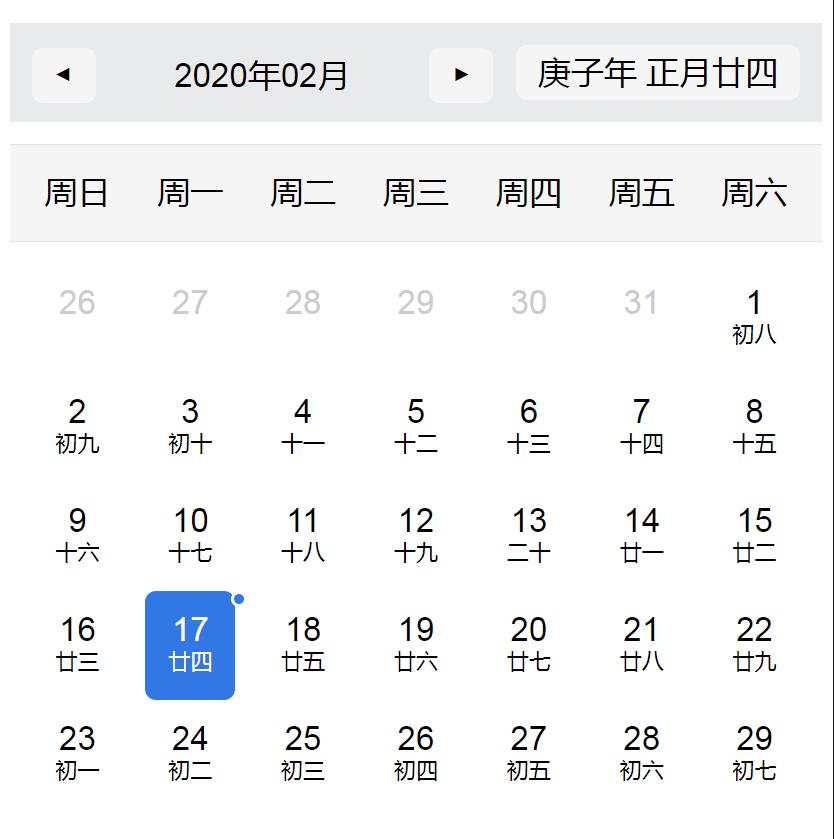 ◄ 2020年02月 ► 庚子年 正月廿四
周日 周一 周二 周三 周四 周五 周六
26 27 28 29 30 31 1
初八
2 3 4 5 6 7 8
初九 初十 十一 十二 十三 十四 十五
9 10 11 12 13 14 15
十六 十七 十八 十九 二十 廿一 廿二
16 17 18 19 20 21 22
廿三 廿四 廿五 廿六 廿七 廿八 廿九
23 24 25 26 27 28 29
初一 初二 初三 初四 初五 初六 初七